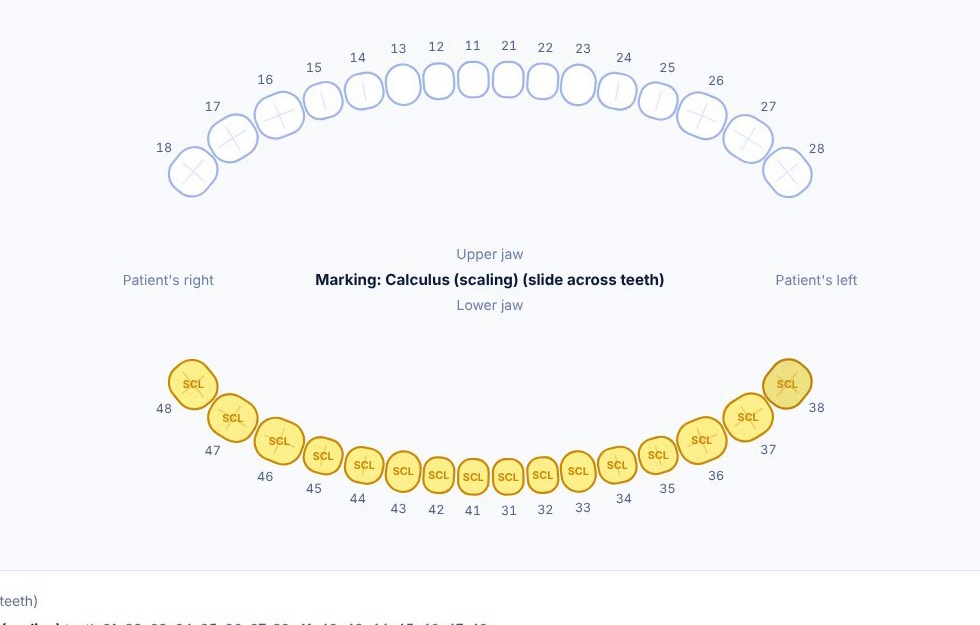 18 17 16 15 14 13 12 11 21 22 23 24 25 26 27 28
Upper jaw
Patient's right Marking: Calculus (scaling) (slide across teeth) Patient's left
Lower jaw
SCL SCL SCL SCL SCL SCL SCL SCL SCL SCL SCL SCL SCL SCL SCL SCL
48 47 46 45 44 43 42 41 31 32 33 34 35 36 37 38
teeth)